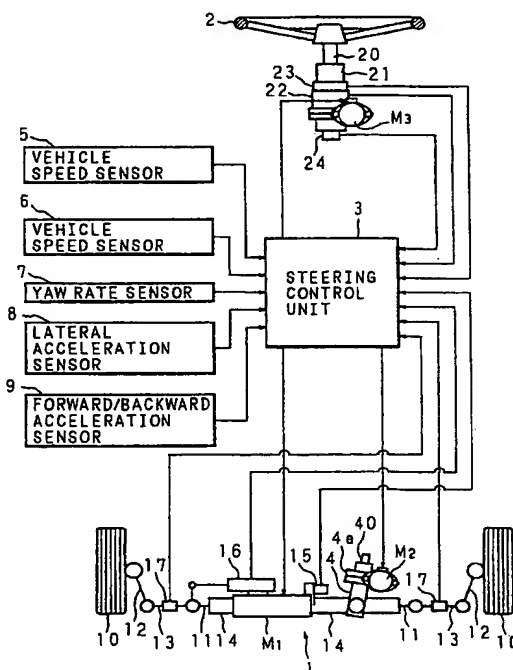 2
20
21
23
22
M3
24
5
VEHICLE
SPEED SENSOR
6
VEHICLE
SPEED SENSOR
7
YAW RATE SENSOR
8
LATERAL
ACCELERATION
SENSOR
9
FORWARD/BACKWARD
ACCELERATION
SENSOR
3
STEERING
CONTROL
UNIT
10
12
17
13
16
11
14
M1
15
1
14
4
4a
40
M2
11
17
13
12
10